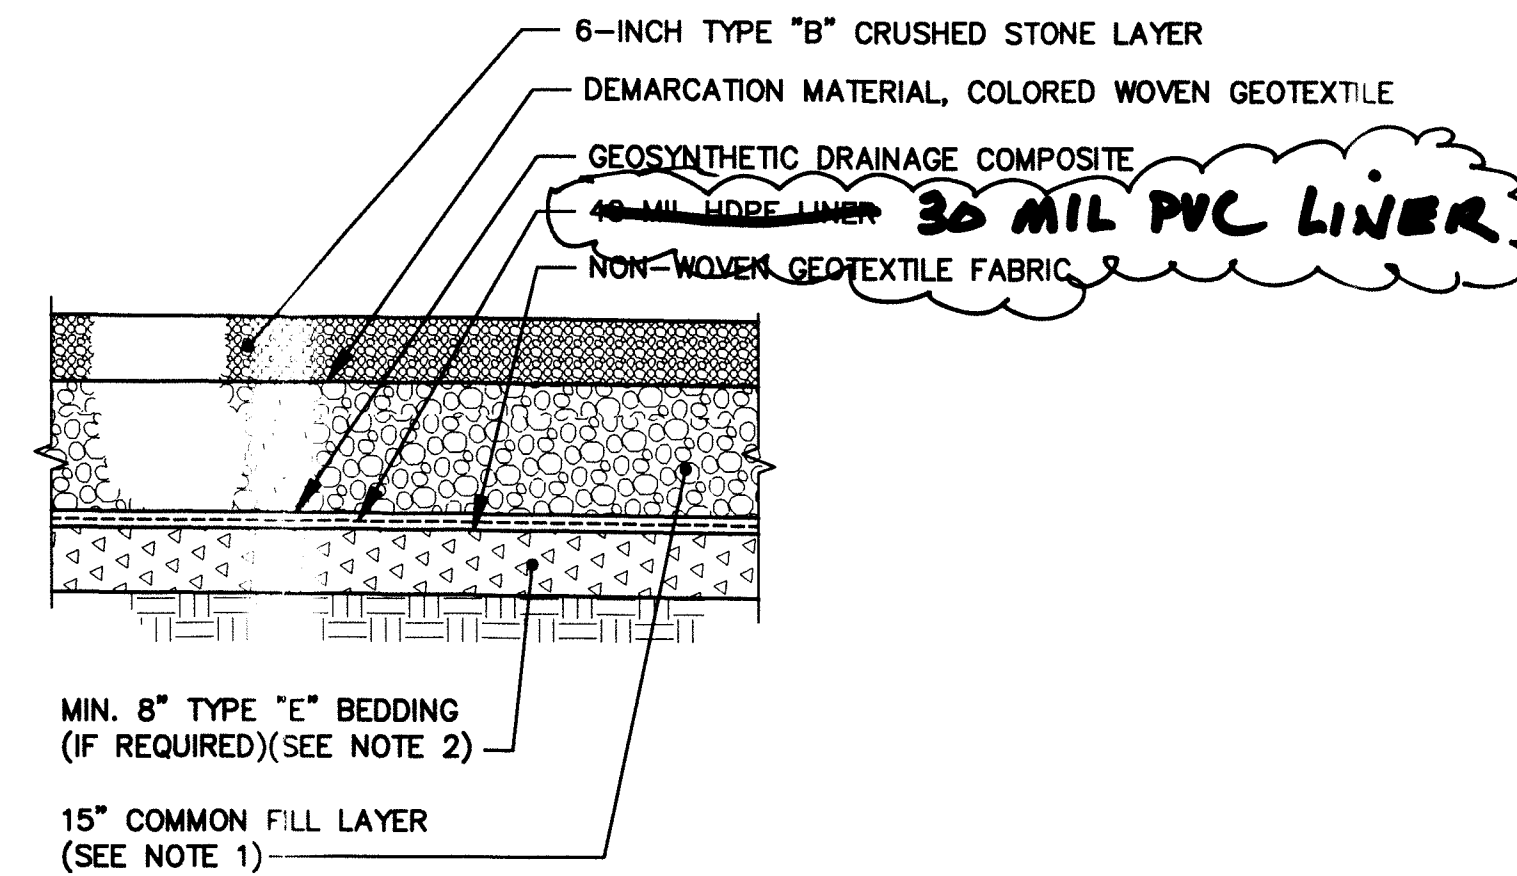 6-INCH TYPE "B" CRUSHED STONE LAYER
DEMARCATION MATERIAL, COLORED WOVEN GEOTEXTILE
GEOSYNTHETIC DRAINAGE COMPOSITE
40 MIL HDPE LINER 30 MIL PVC LINER
NON-WOVEN GEOTEXTILE FABRIC
MIN. 8" TYPE "E" BEDDING
(IF REQUIRED)(SEE NOTE 2)
15" COMMON FILL LAYER
(SEE NOTE 1)